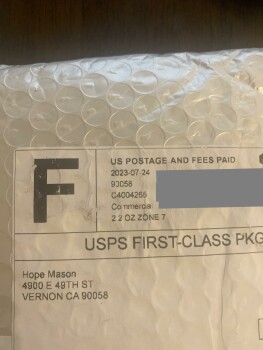 F
US POSTAGE AND FEES PAID
2023-07-24
90058
C4004265
Commercial
2.2 OZ ZONE 7
USPS FIRST-CLASS PKG
Hope Mason
4900 E 49TH ST
VERNON CA 90058